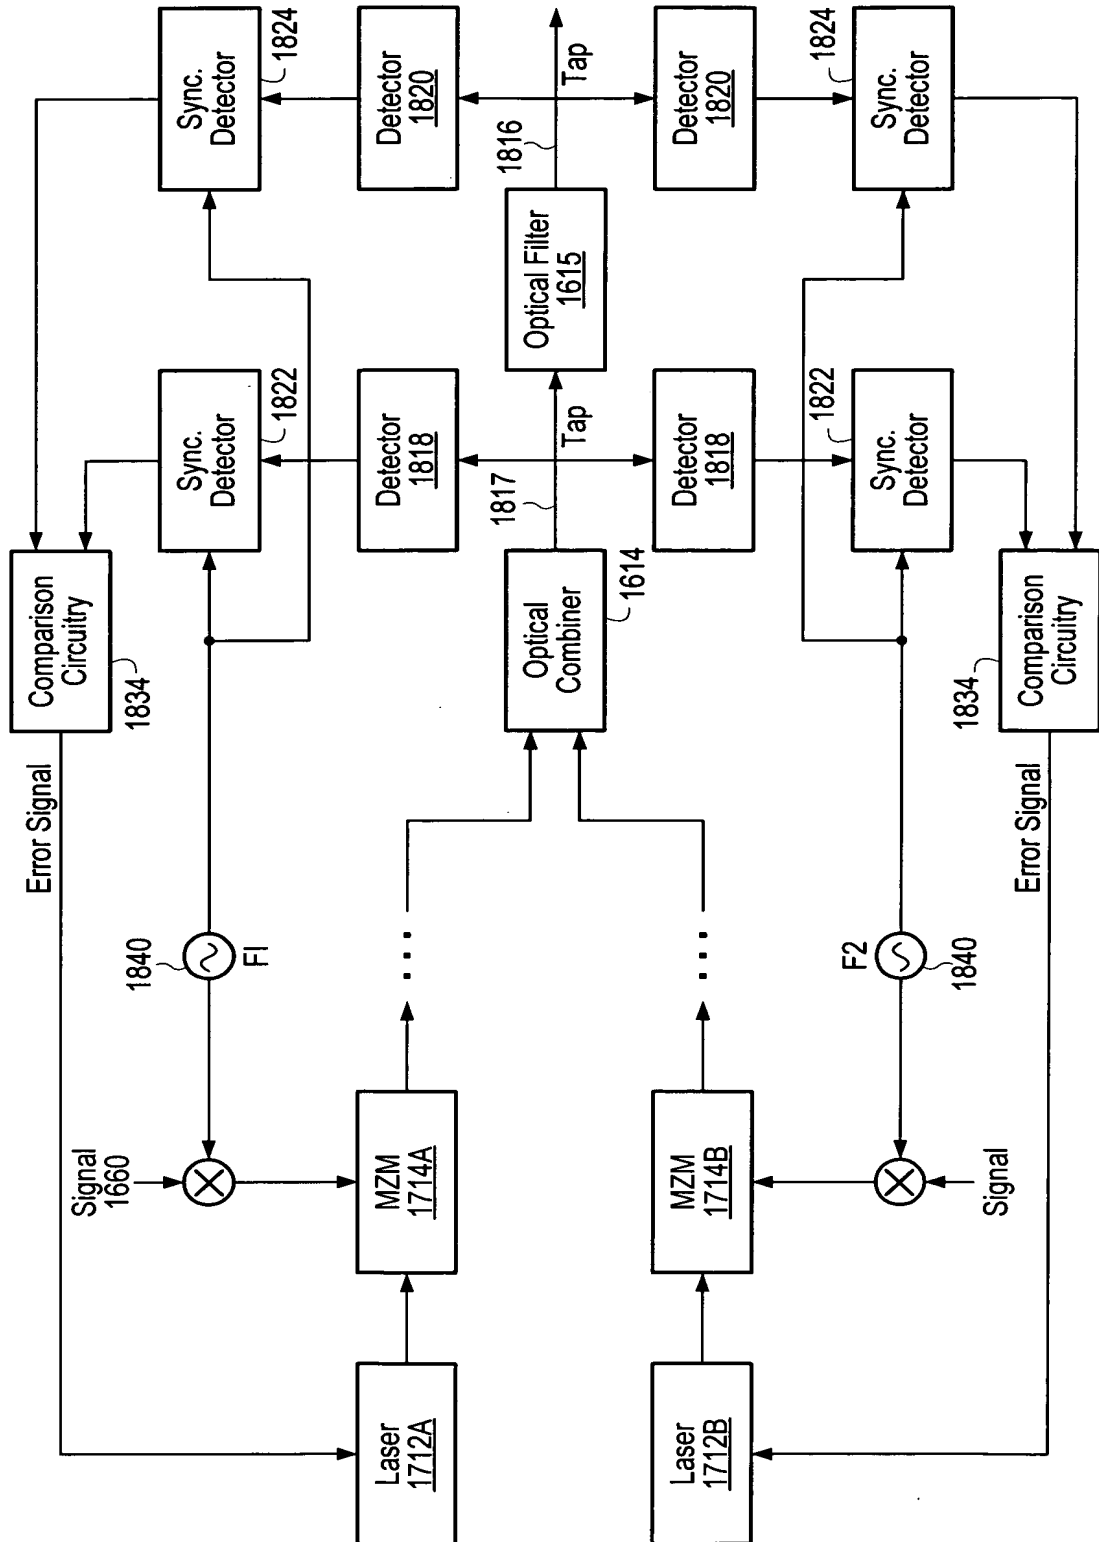 Error Signal
Comparison
Circuitry
1834
Signal
1660
1840
F1
Sync.
Detector
1822
Sync.
Detector
1824
Laser
1712A
MZM
1714A
Detector
1818
Detector
1820
Optical
Combiner
1614
1817
Tap
Optical Filter
1615
1816
Tap
Laser
1712B
MZM
1714B
Detector
1818
Detector
1820
Signal
F2
1840
Sync.
Detector
1822
Sync.
Detector
1824
Error Signal
1834
Comparison
Circuitry